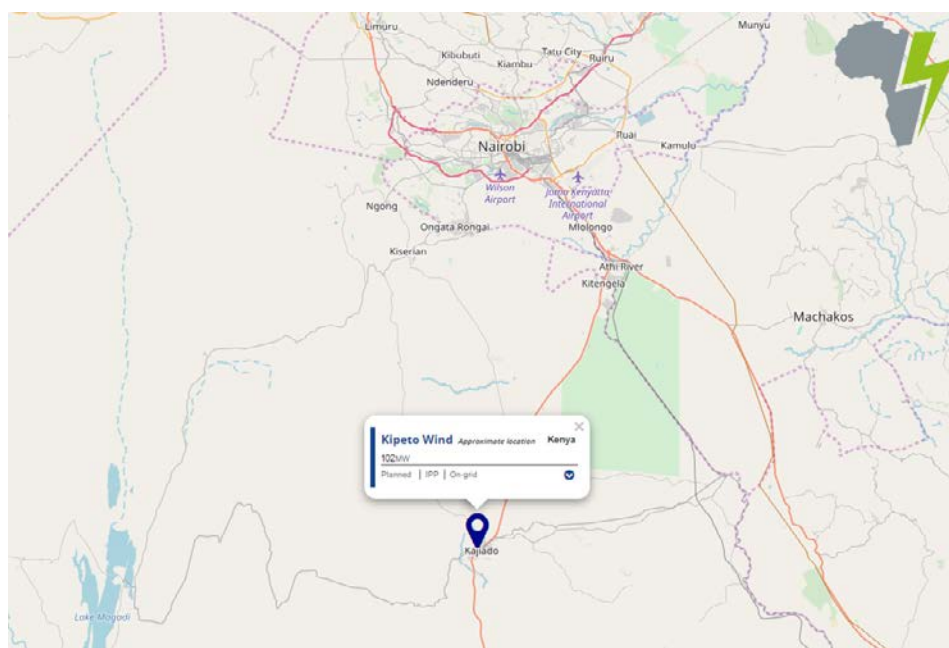 Limuru
Munyu
Kibubuti
Tatu City
Kiambu
Ruiru
Ndenderu
Ruai
Nairobi
Kamulu
Wilson
Airport
Jomo Kenyatta
International
Airport
Ngong
Ongata Rongai
Mlolongo
Kiserian
Athi River
Kitengela
Machakos
Kipeto Wind Approximate location Kenya
102MW
Planned | IPP | On-grid
Kajiado
Lake Magadi